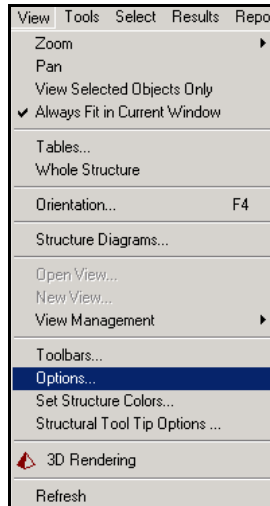 View Tools Select Results Repo
Zoom
Pan
View Selected Objects Only
Always Fit in Current Window
Tables...
Whole Structure
Orientation... F4
Structure Diagrams...
Open View...
New View...
View Management
Toolbars...
Options...
Set Structure Colors...
Structural Tool Tip Options ...
3D Rendering
Refresh